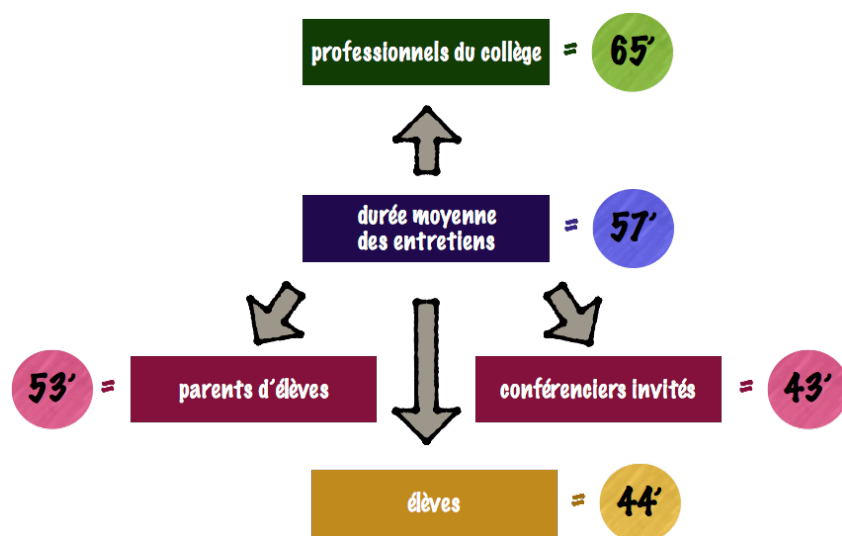 professionnels du collège = 65'
durée moyenne
des entretiens = 57'
53' = parents d'élèves
conférenciers invités = 43'
élèves = 44'